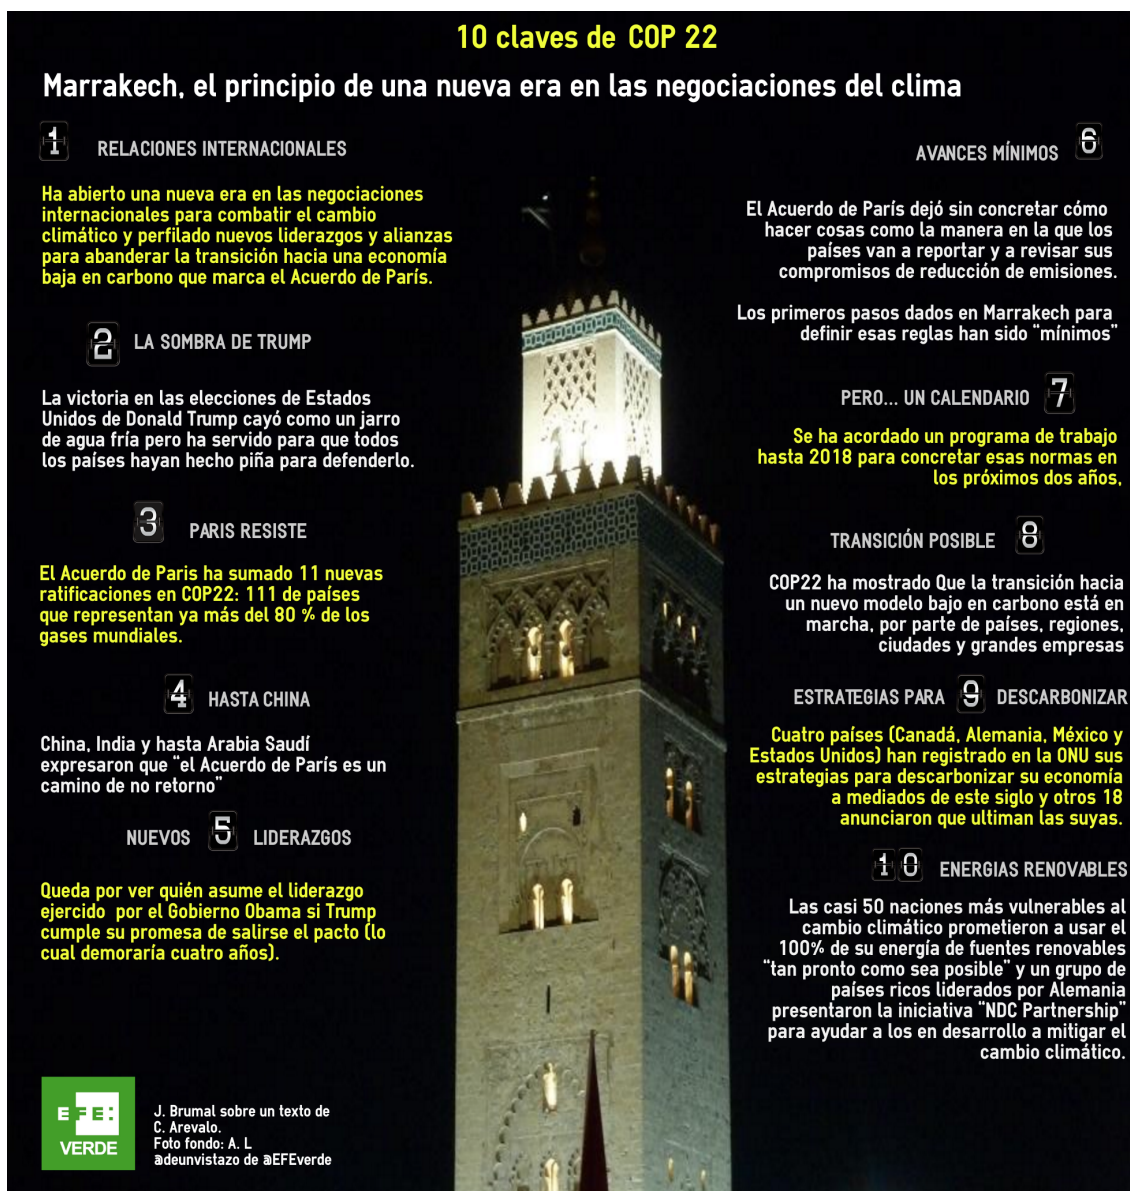 10 claves de COP 22
Marrakech, el principio de una nueva era en las negociaciones del clima
1 RELACIONES INTERNACIONALES
Ha abierto una nueva era en las negociaciones
internacionales para combatir el cambio
climático y perfilado nuevos liderazgos y alianzas
para abanderar la transición hacia una economía
baja en carbono que marca el Acuerdo de París.
2 LA SOMBRA DE TRUMP
La victoria en las elecciones de Estados
Unidos de Donald Trump cayó como un jarro
de agua fría pero ha servido para que todos
los países hayan hecho piña para defenderlo.
3 PARIS RESISTE
El Acuerdo de Paris ha sumado 11 nuevas
ratificaciones en COP22: 111 de países
que representan ya más del 80 % de los
gases mundiales.
4 HASTA CHINA
China, India y hasta Arabia Saudí
expresaron que “el Acuerdo de París es un
camino de no retorno”
NUEVOS 5 LIDERAZGOS
Queda por ver quién asume el liderazgo
ejercido por el Gobierno Obama si Trump
cumple su promesa de salirse el pacto (lo
cual demoraría cuatro años).
AVANCES MÍNIMOS 6
El Acuerdo de París dejó sin concretar cómo
hacer cosas como la manera en la que los
países van a reportar y a revisar sus
compromisos de reducción de emisiones.
Los primeros pasos dados en Marrakech para
definir esas reglas han sido “mínimos”
PERO... UN CALENDARIO 7
Se ha acordado un programa de trabajo
hasta 2018 para concretar esas normas en
los próximos dos años,
TRANSICIÓN POSIBLE 8
COP22 ha mostrado Que la transición hacia
un nuevo modelo bajo en carbono está en
marcha, por parte de países, regiones,
ciudades y grandes empresas
ESTRATEGIAS PARA 9 DESCARBONIZAR
Cuatro países (Canadá, Alemania, México y
Estados Unidos) han registrado en la ONU sus
estrategias para descarbonizar su economía
a mediados de este siglo y otros 18
anunciaron que ultiman las suyas.
10 ENERGIAS RENOVABLES
Las casi 50 naciones más vulnerables al
cambio climático prometieron a usar el
100% de su energía de fuentes renovables
“tan pronto como sea posible” y un grupo de
países ricos liderados por Alemania
presentaron la iniciativa “NDC Partnership”
para ayudar a los en desarrollo a mitigar el
cambio climático.
EFE:
VERDE
J. Brumal sobre un texto de
C. Arevalo.
Foto fondo: A. L
@deunvistazo de @EFEverde